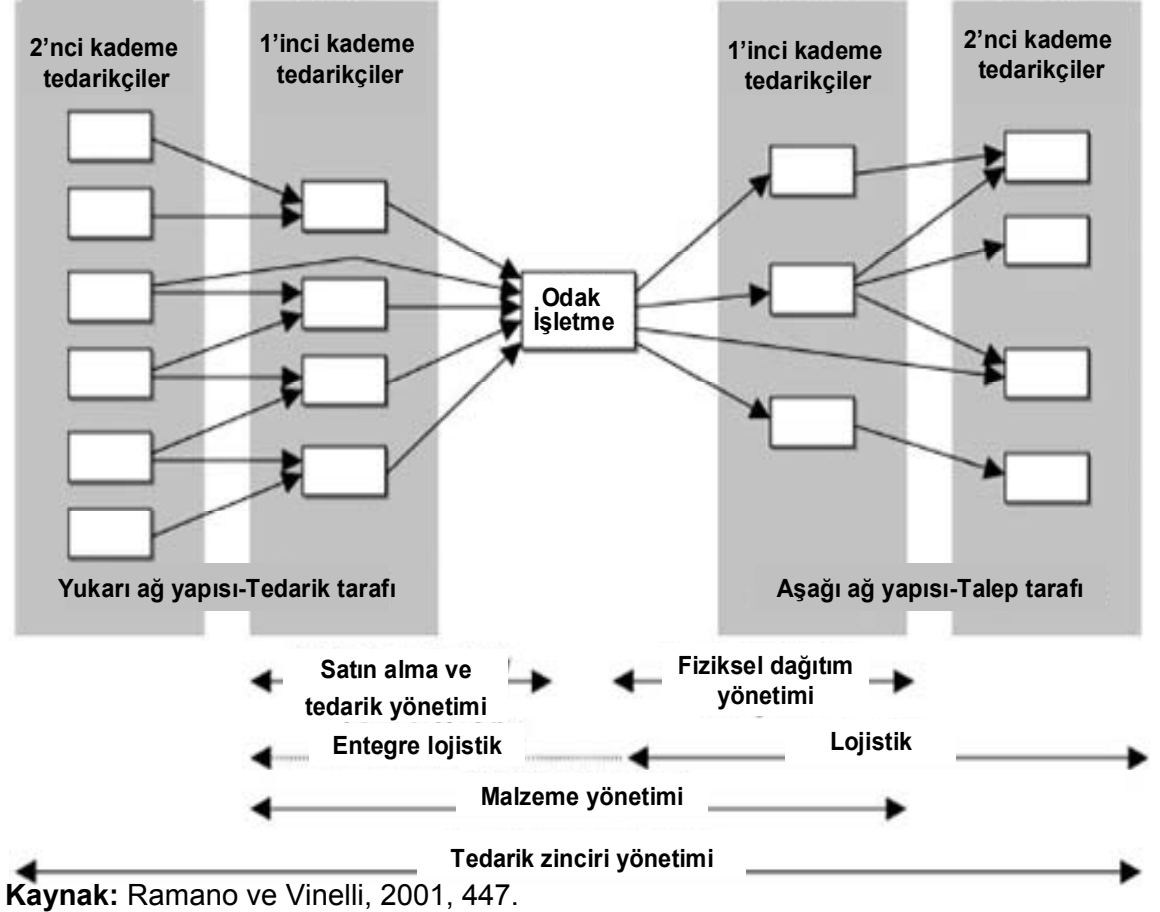 2’nci kademe
tedarikçiler
1’inci kademe
tedarikçiler
1’inci kademe
tedarikçiler
2’nci kademe
tedarikçiler
Odak
İşletme
Yukarı ağ yapısı-Tedarik tarafı
Aşağı ağ yapısı-Talep tarafı
Satın alma ve
tedarik yönetimi
Fiziksel dağıtım
yönetimi
Entegre lojistik
Lojistik
Malzeme yönetimi
Tedarik zinciri yönetimi
Kaynak: Ramano ve Vinelli, 2001, 447.